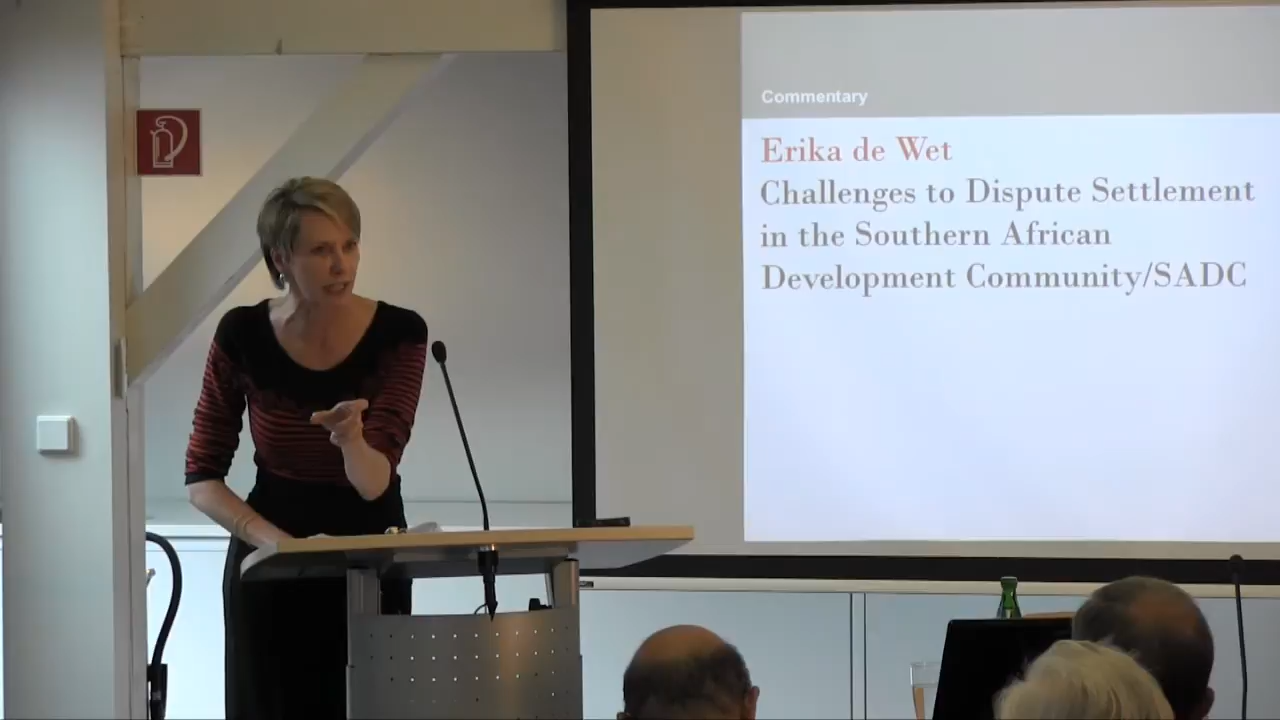 Commentary
Erika de Wet
Challenges to Dispute Settlement
in the Southern African
Development Community/SADC